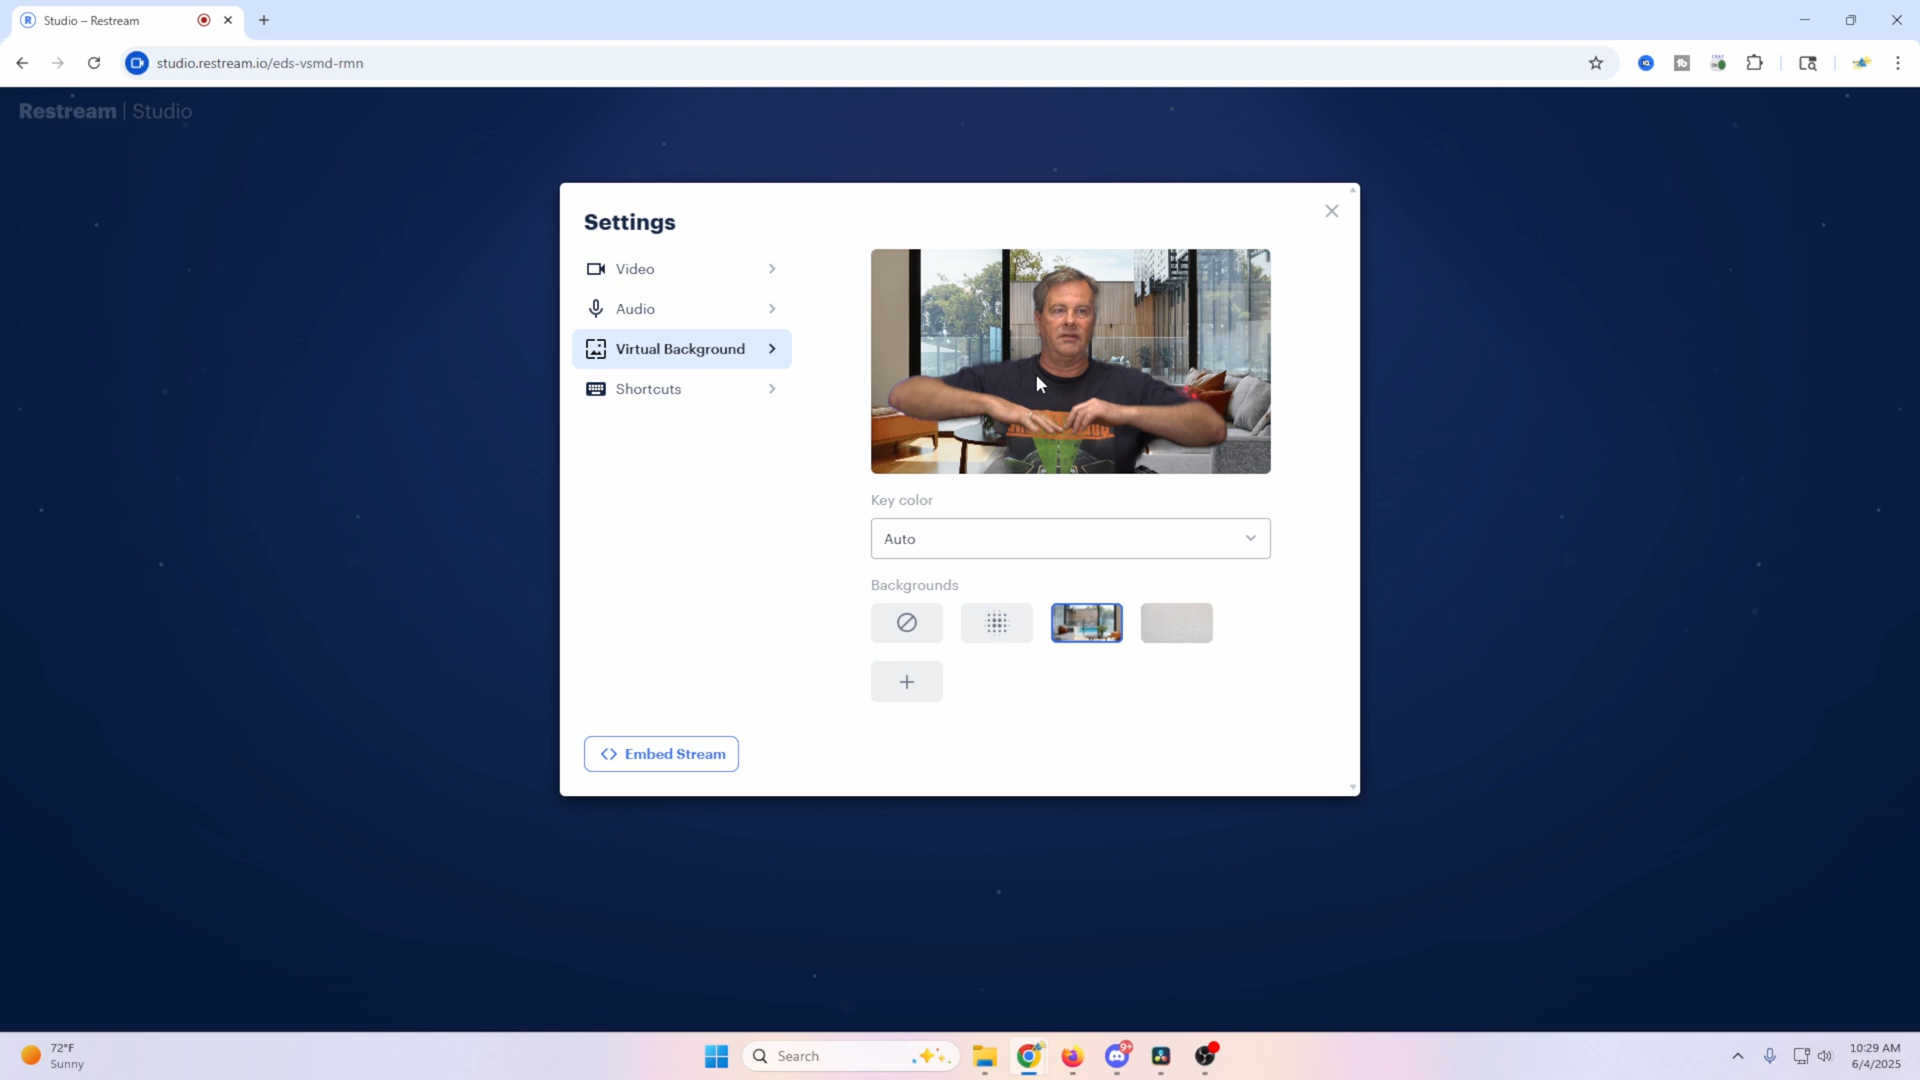 Studio – Restream
studio.restream.io/eds-vsmd-rmn
Restream | Studio
Settings
Video
Audio
Virtual Background
Shortcuts
Key color
Auto
Backgrounds
Embed Stream
72°F
Sunny
Search
9+
10:29 AM
6/4/2025